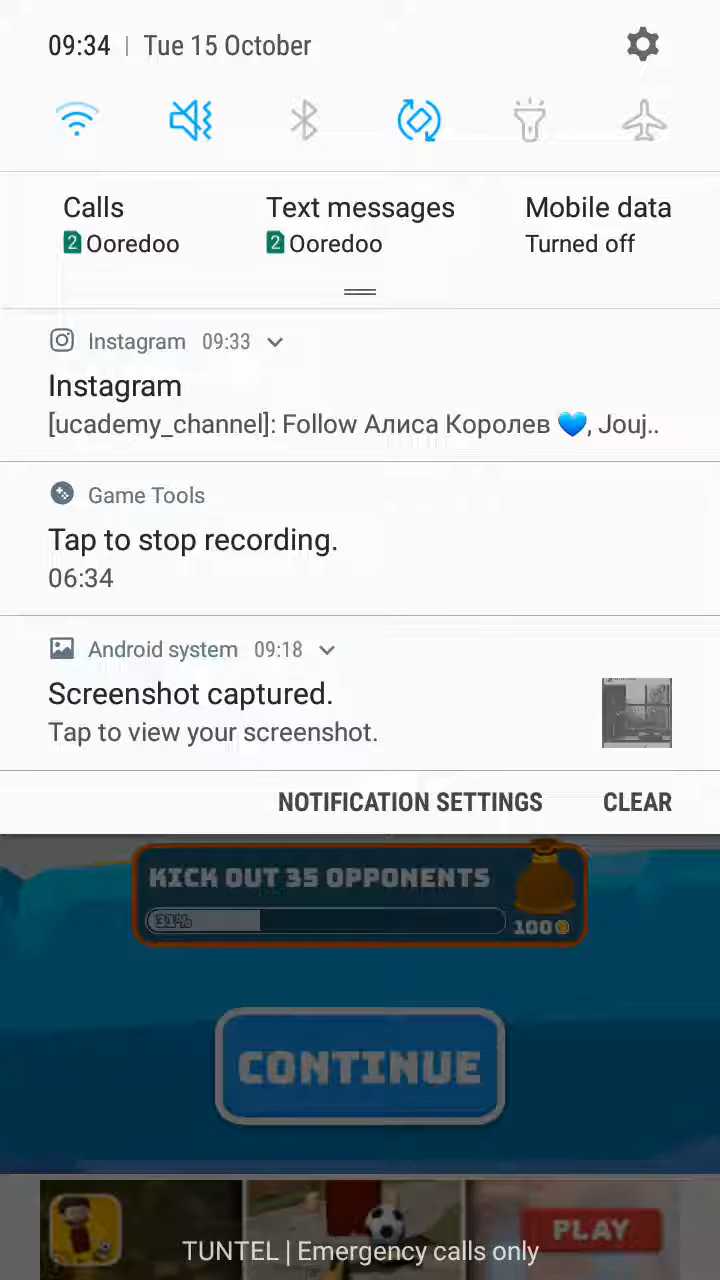 09:34 | Tue 15 October
Calls Text messages Mobile data
2 Ooredoo 2 Ooredoo Turned off
Instagram 09:33
Instagram
[ucademy_channel]: Follow Алиса Королев 💙, Jouj..
Game Tools
Tap to stop recording.
06:34
Android system 09:18
Screenshot captured.
Tap to view your screenshot.
NOTIFICATION SETTINGS CLEAR
KICK OUT 35 OPPONENTS
31%
100
CONTINUE
PLAY
TUNTEL | Emergency calls only